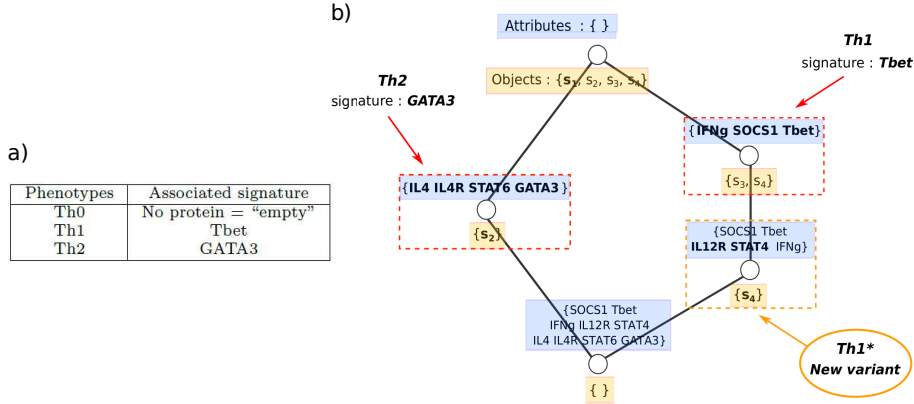 a)
Phenotypes Associated signature
Th0 No protein = “empty”
Th1 Tbet
Th2 GATA3
b)
Attributes : { }
Objects : {s₁, s₂, s₃, s₄}
Th2
signature : GATA3
Th1
signature : Tbet
{IL4 IL4R STAT6 GATA3 }
{s₂}
{IFNg SOCS1 Tbet}
{s₃, s₄}
{SOCS1 Tbet
IL12R STAT4 IFNg}
{s₄}
{SOCS1 Tbet
IFNg IL12R STAT4
IL4 IL4R STAT6 GATA3}
{ }
Th1*
New variant